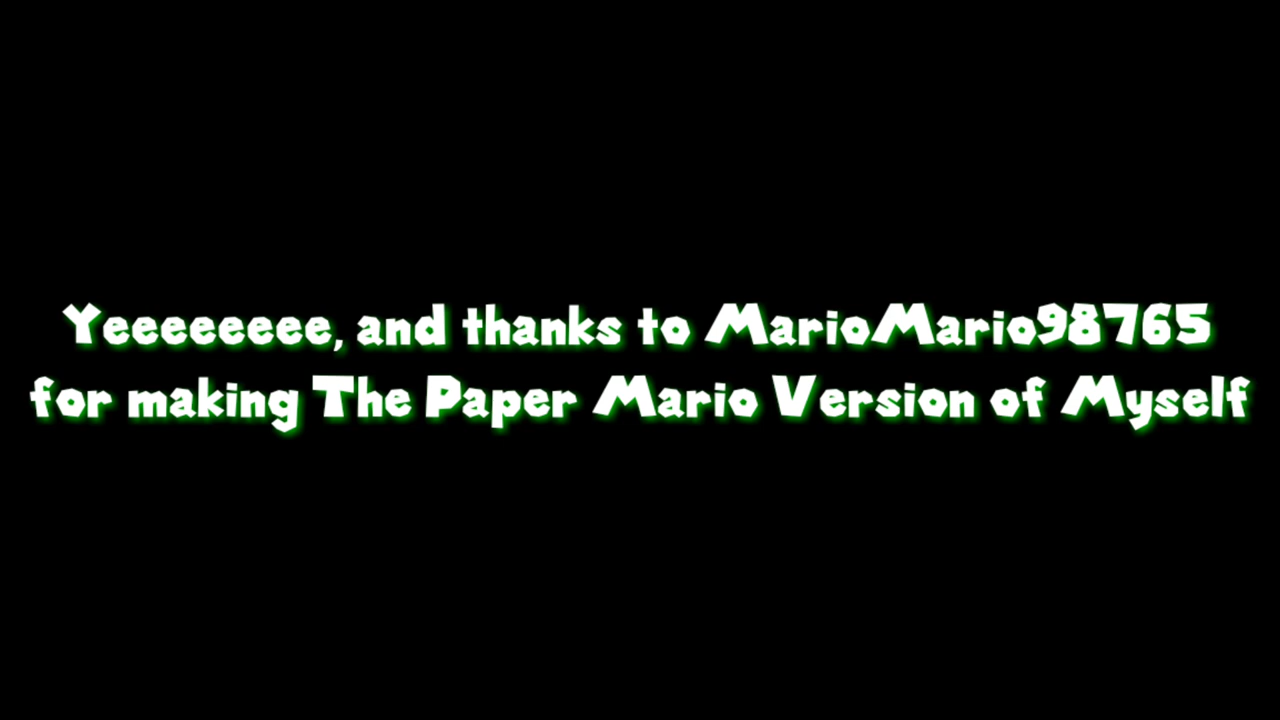 Yeeeeeeee, and thanks to MarioMario98765
for making The Paper Mario Version of Myself